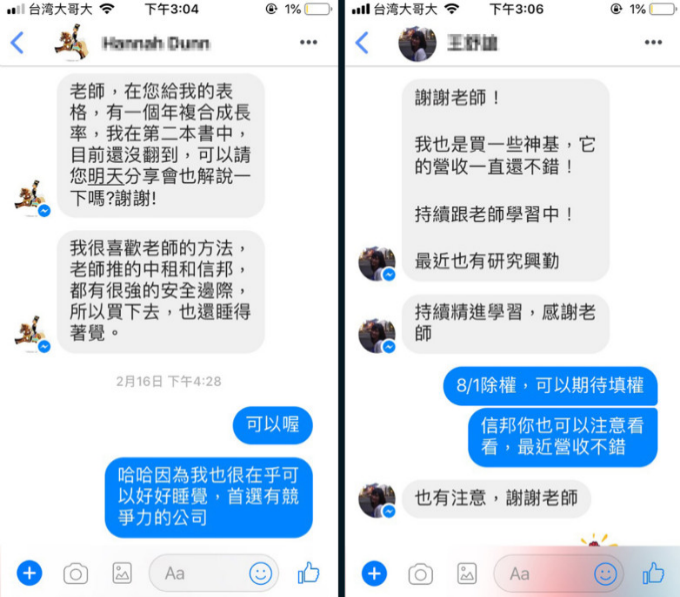 台湾大哥大 下午3:04 1%
Hannah Dunn
老師，在您給我的表
格，有一個年複合成長
率，我在第二本書中，
目前還沒翻到，可以請
您明天分享會也解說一
下嗎?謝謝!
我很喜歡老師的方法，
老師推的中租和信邦，
都有很強的安全邊際，
所以買下去，也還睡得
著覺。
2月16日 下午4:28
可以喔
哈哈因為我也很在乎可
以好好睡覺，首選有競
爭力的公司
Aa
台湾大哥大 下午3:06 1%
謝謝老師！
我也是買一些神基，它
的營收一直還不錯！
持續跟老師學習中！
最近也有研究興勤
持續精進學習，感謝老
師
8/1除權，可以期待填權
信邦你也可以注意看
看，最近營收不錯
也有注意，謝謝老師
Aa